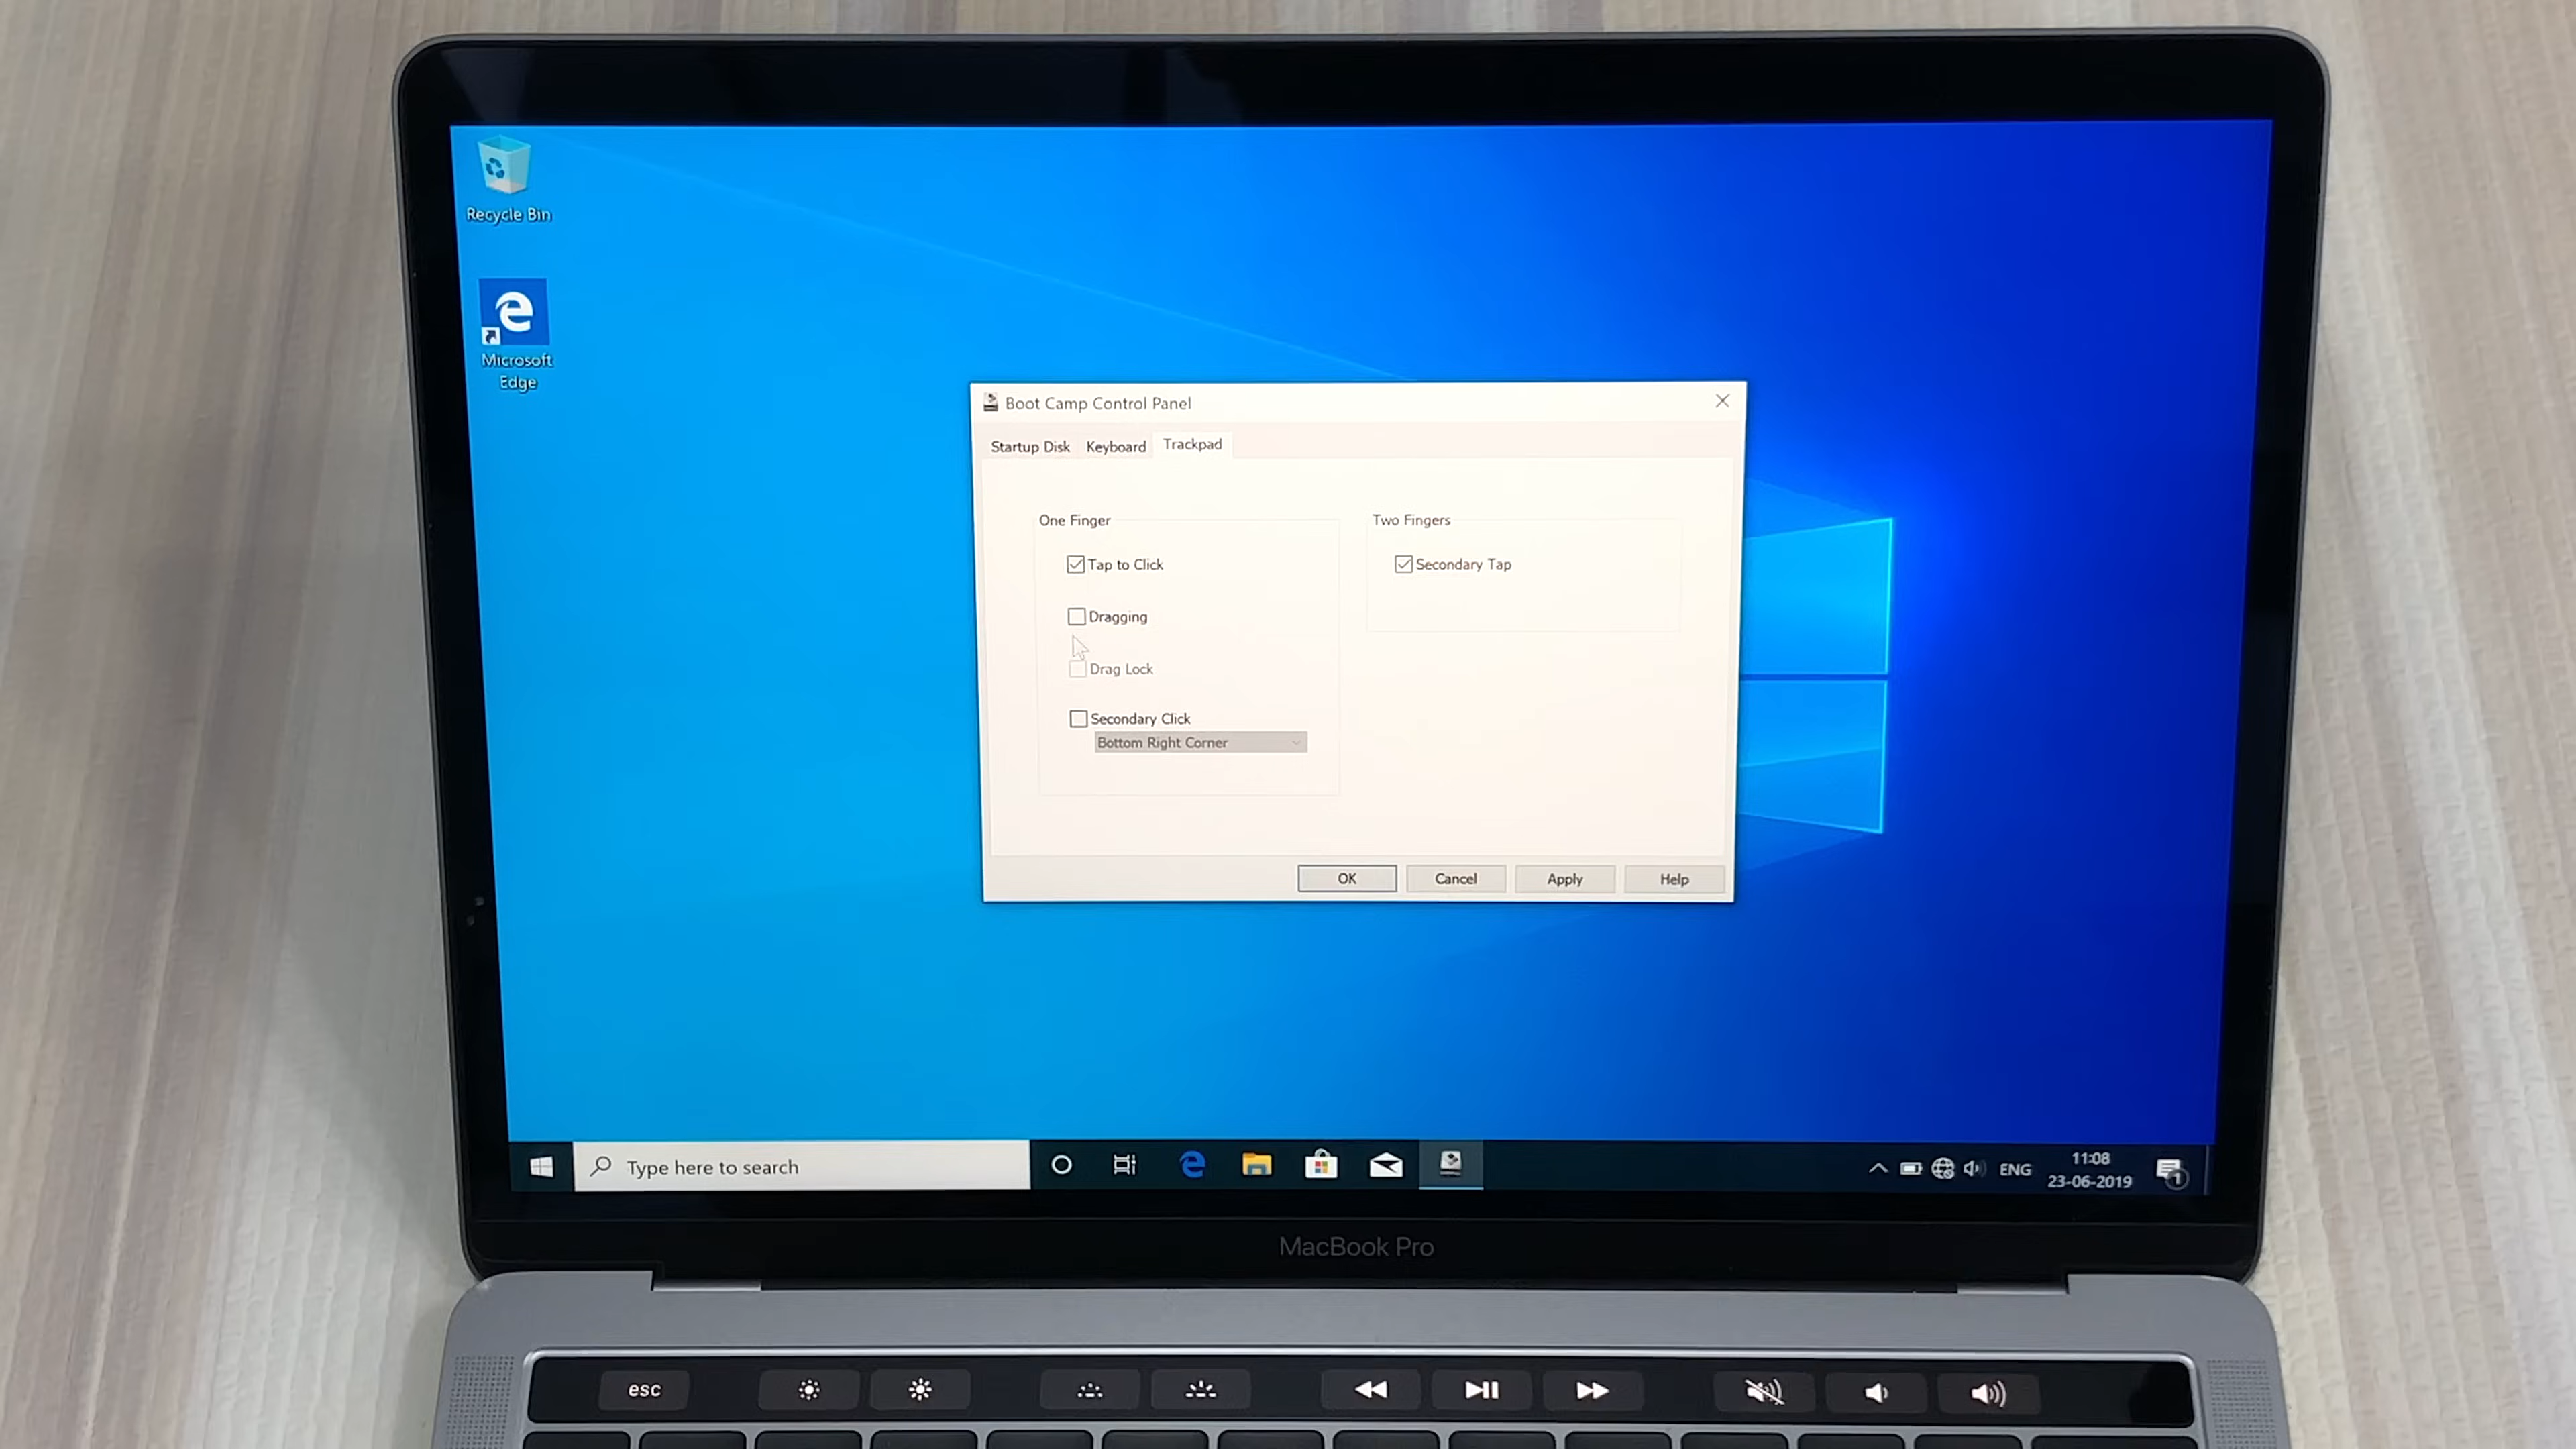 Recycle Bin
Microsoft
Edge
Boot Camp Control Panel
Startup Disk Keyboard Trackpad
One Finger
Two Fingers
Tap to Click
Secondary Tap
Dragging
Drag Lock
Secondary Click
Bottom Right Corner
OK Cancel Apply Help
Type here to search
ENG
11:08
23-06-2019
1
MacBook Pro
esc